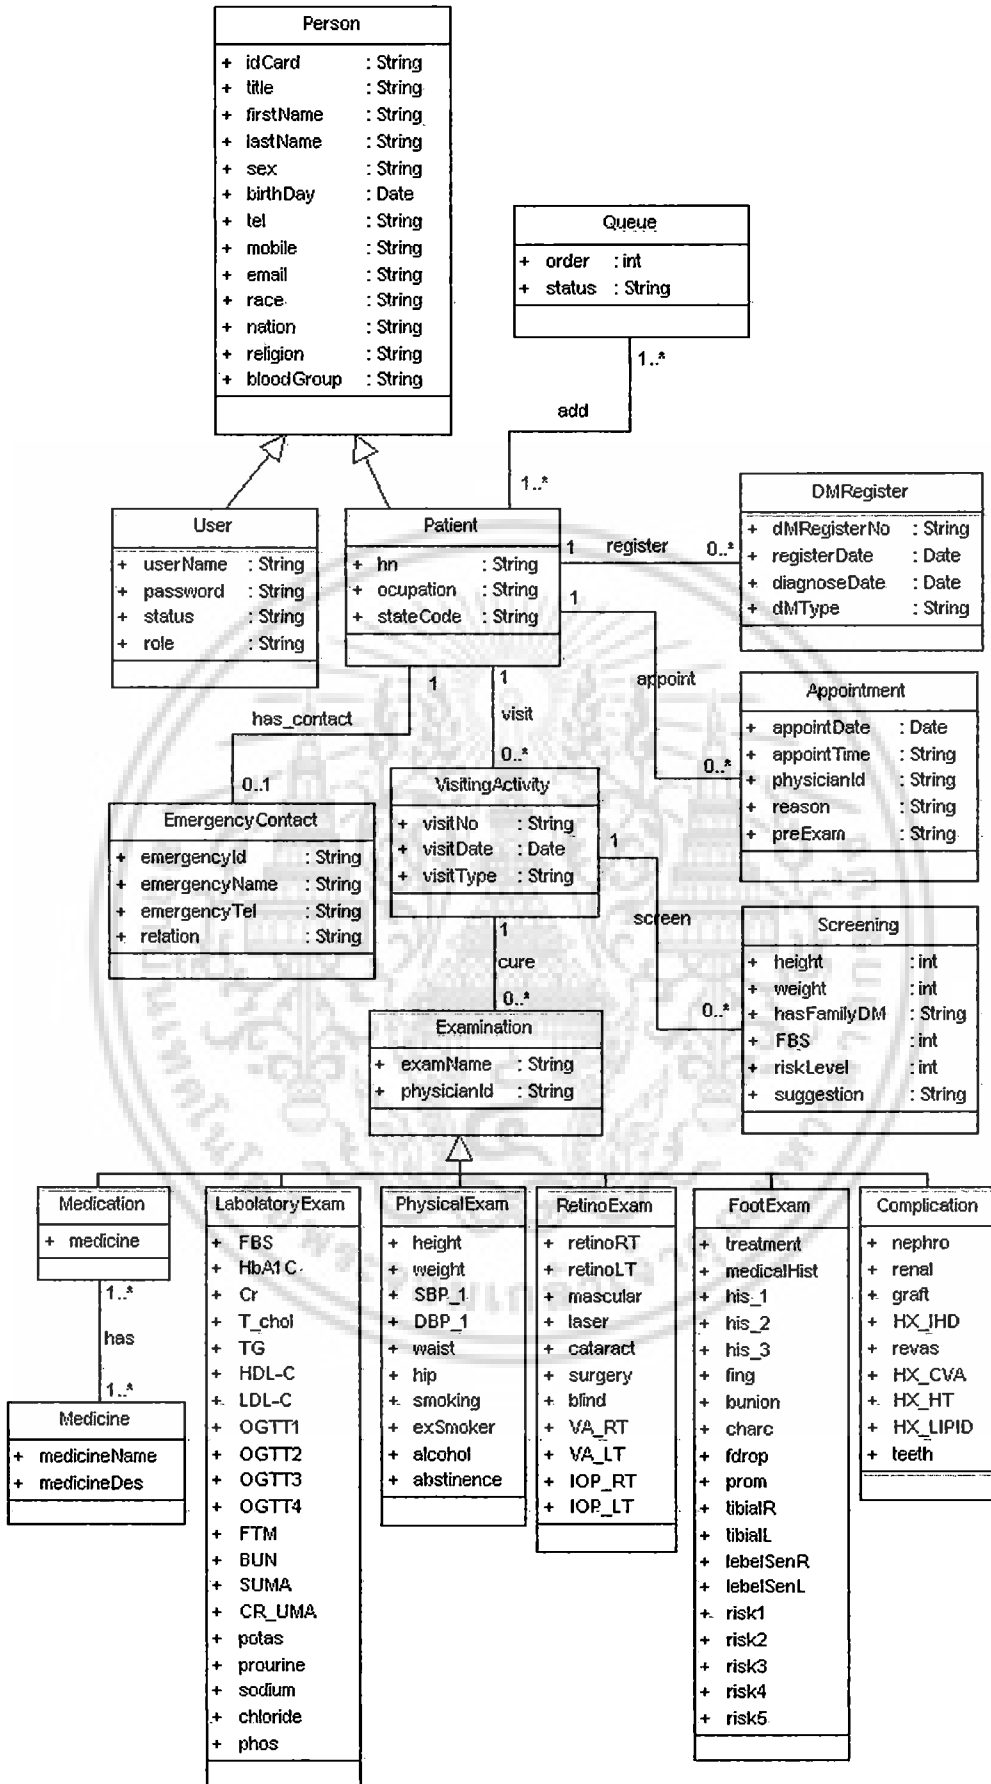 Person
+ idCard : String
+ title : String
+ firstName : String
+ lastName : String
+ sex : String
+ birthDay : Date
+ tel : String
+ mobile : String
+ email : String
+ race : String
+ nation : String
+ religion : String
+ bloodGroup : String
Queue
+ order : int
+ status : String
1..*
add
1..*
User
+ userName : String
+ password : String
+ status : String
+ role : String
Patient
+ hn : String
+ ocupation : String
+ stateCode : String
1 register 0..*
DMRegister
+ dMRegisterNo : String
+ registerDate : Date
+ diagnoseDate : Date
+ dMType : String
1
appoint
0..*
Appointment
+ appointDate : Date
+ appointTime : String
+ physicianId : String
+ reason : String
+ preExam : String
1
has_contact
0..1
EmergencyContact
+ emergencyId : String
+ emergencyName : String
+ emergencyTel : String
+ relation : String
1
visit
0..*
VisitingActivity
+ visitNo : String
+ visitDate : Date
+ visitType : String
1
screen
0..*
Screening
+ height : int
+ weight : int
+ hasFamilyDM : String
+ FBS : int
+ riskLevel : int
+ suggestion : String
1
cure
0..*
Examination
+ examName : String
+ physicianId : String
Medication
+ medicine
1..*
has
1..*
Medicine
+ medicineName
+ medicineDes
LabolatoryExam
+ FBS
+ HbA1C
+ Cr
+ T_chol
+ TG
+ HDL-C
+ LDL-C
+ OGTT1
+ OGTT2
+ OGTT3
+ OGTT4
+ FTM
+ BUN
+ SUMA
+ CR_UMA
+ potas
+ prourine
+ sodium
+ chloride
+ phos
PhysicalExam
+ height
+ weight
+ SBP_1
+ DBP_1
+ waist
+ hip
+ smoking
+ exSmoker
+ alcohol
+ abstinence
RetinoExam
+ retinoRT
+ retinoLT
+ mascular
+ laser
+ cataract
+ surgery
+ blind
+ VA_RT
+ VA_LT
+ IOP_RT
+ IOP_LT
FootExam
+ treatment
+ medicalHist
+ his_1
+ his_2
+ his_3
+ fing
+ bunion
+ charc
+ fdrop
+ prom
+ tibialR
+ tibialL
+ lebelSenR
+ lebelSenL
+ risk1
+ risk2
+ risk3
+ risk4
+ risk5
Complication
+ nephro
+ renal
+ graft
+ HX_IHD
+ revas
+ HX_CVA
+ HX_HT
+ HX_LIPID
+ teeth